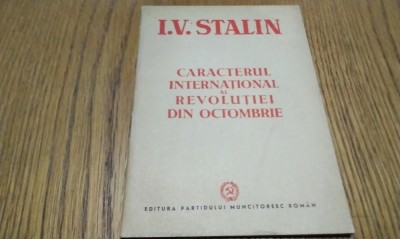 I.V. STALIN
CARACTERUL
INTERNAȚIONAL
AL
REVOLUȚIEI
DIN OCTOMBRIE
EDITURA PARTIDULUI MUNCITORESC ROMÂN